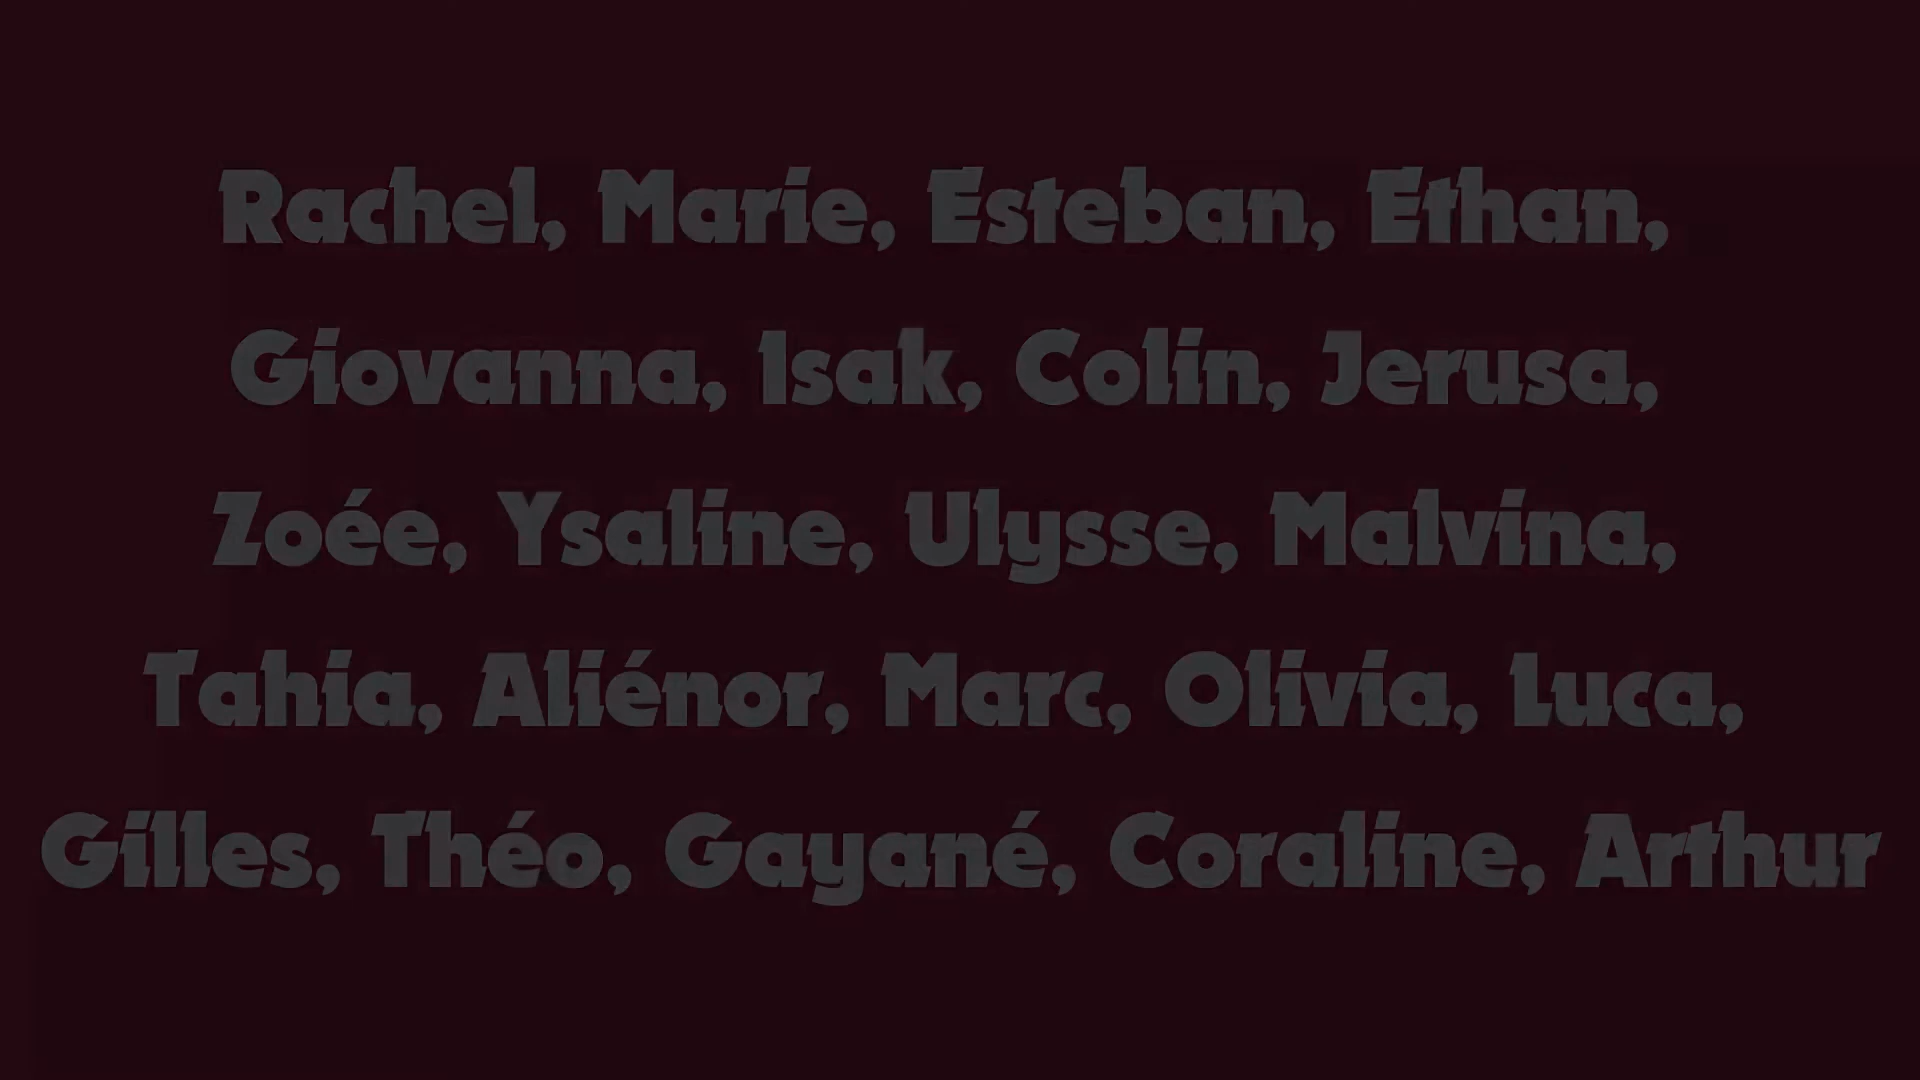 Rachel, Marie, Esteban, Ethan,
Giovanna, Isak, Colin, Jerusa,
Zoée, Ysaline, Ulysse, Malvina,
Tahia, Aliénor, Marc, Olivia, Luca,
Gilles, Théo, Gayané, Coraline, Arthur